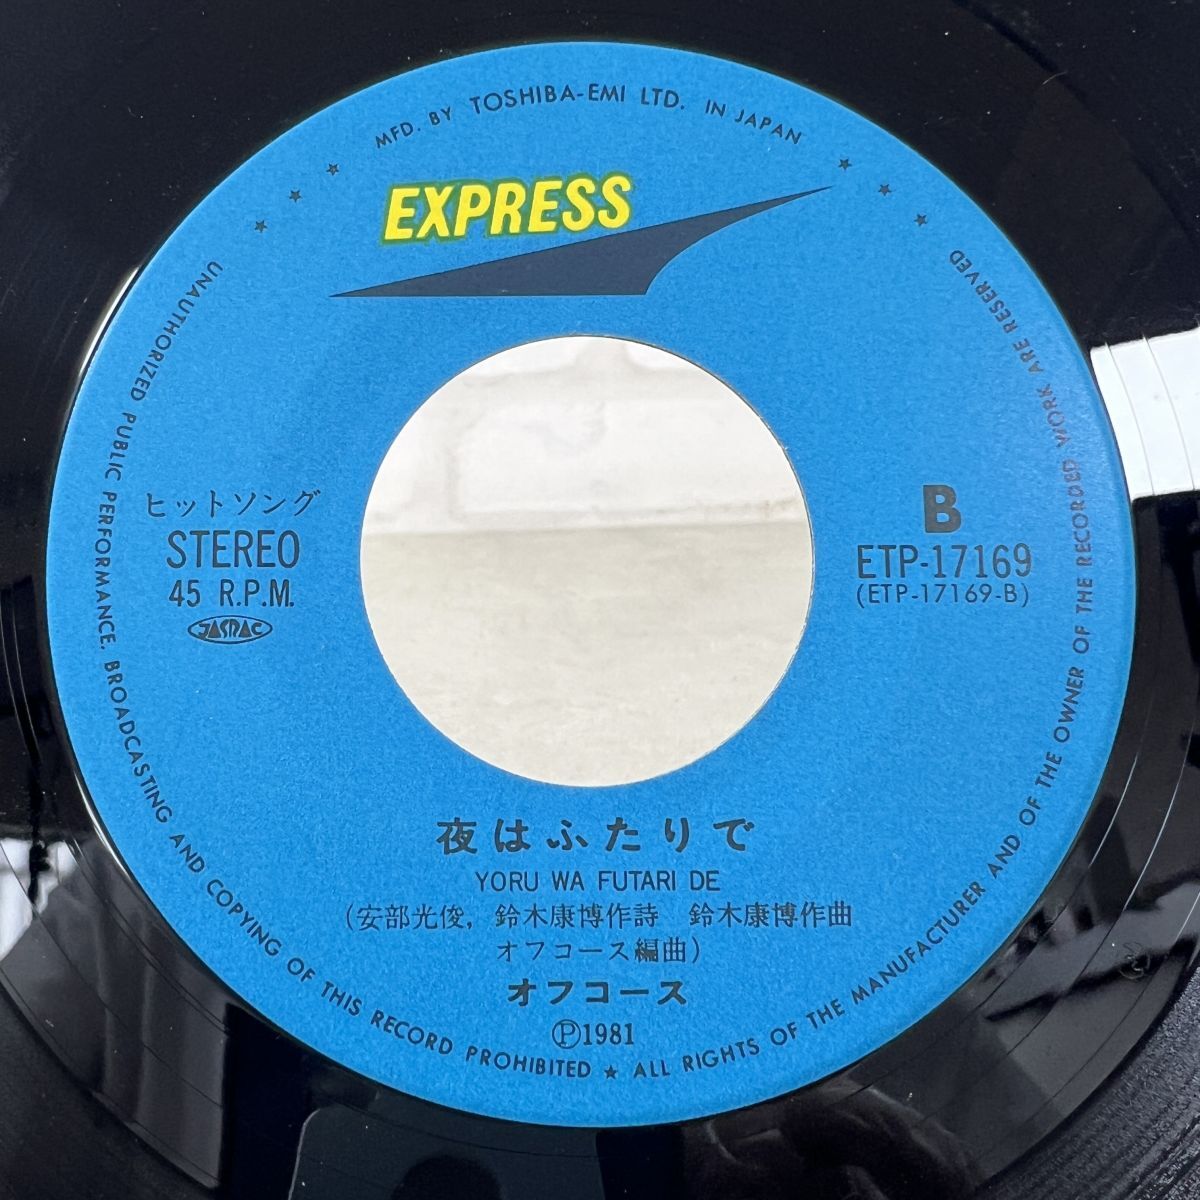 MFD. BY TOSHIBA-EMI LTD. IN JAPAN
EXPRESS
ヒットソング
STEREO
45 R.P.M.
JASRAC
B
ETP-17169
(ETP-17169-B)
夜はふたりで
YORU WA FUTARI DE
(安部光俊, 鈴木康博作詩 鈴木康博作曲
オフコース編曲)
オフコース
Ⓟ1981
UNAUTHORIZED PUBLIC PERFORMANCE, BROADCASTING AND COPYING OF THIS RECORD PROHIBITED ★ ALL RIGHTS OF THE MANUFACTURER AND OF THE OWNER OF THE RECORDED WORK ARE RESERVED